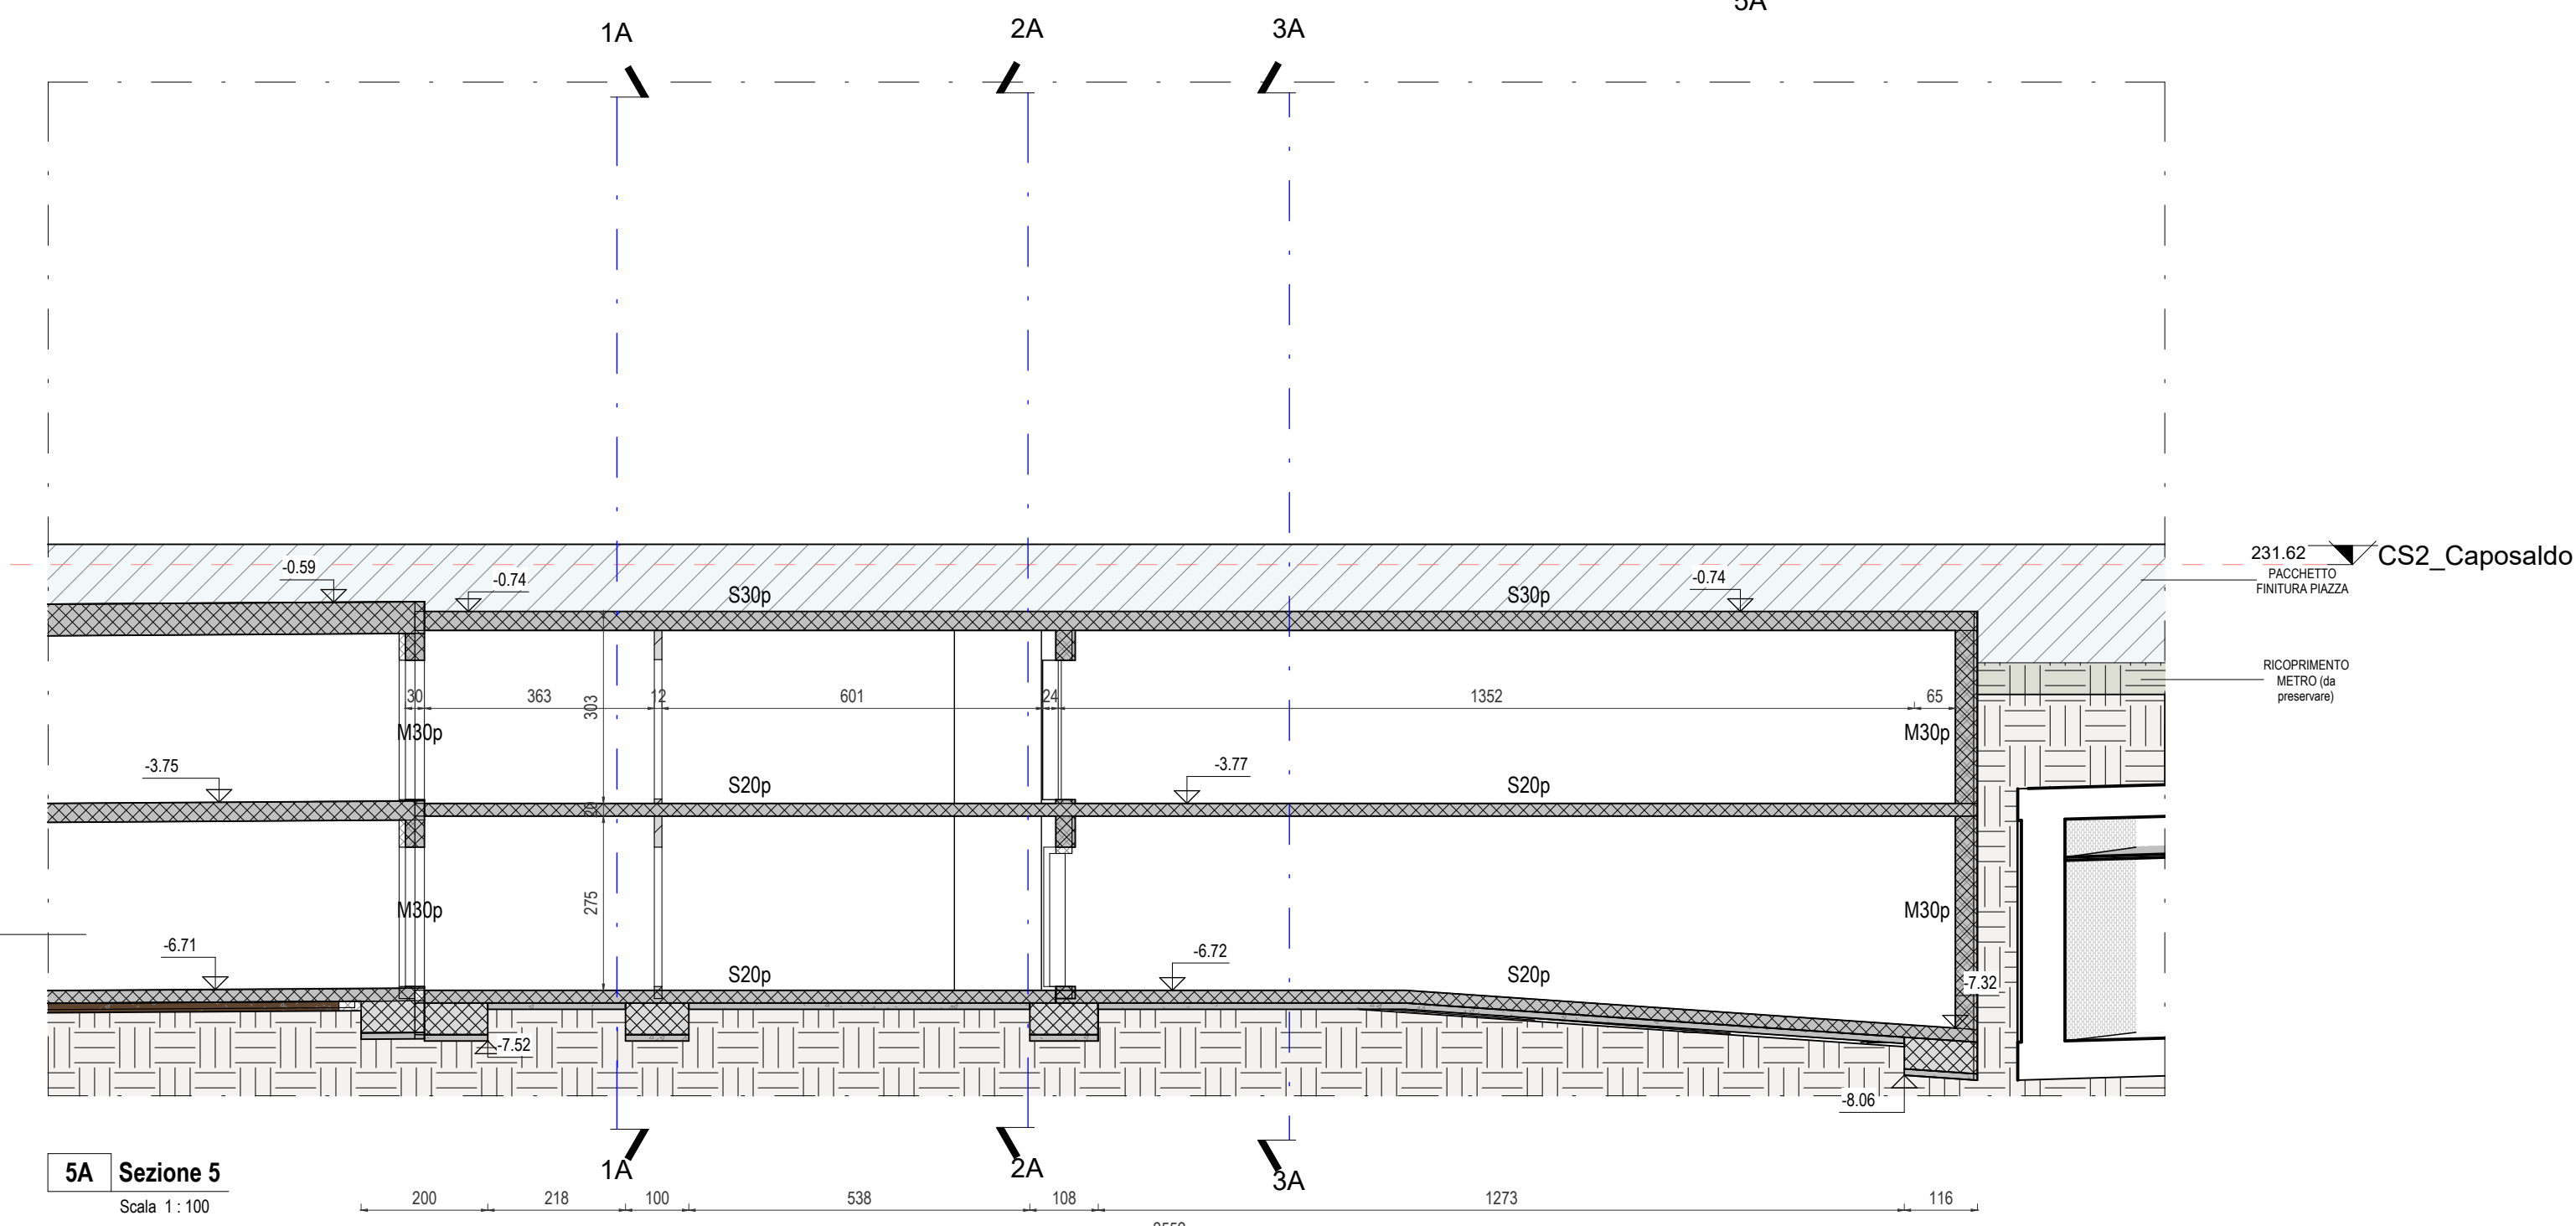 5A
1A
2A
3A
231.62
CS2_Caposaldo
PACCHETTO
FINITURA PIAZZA
-0.59
-0.74
S30p
S30p
-0.74
RICOPRIMENTO
METRO (da
preservare)
30
363
303
12
601
24
1352
65
M30p
M30p
-3.75
S20p
-3.77
S20p
275
M30p
M30p
-6.71
S20p
-6.72
S20p
-7.32
-7.52
-8.06
1A
2A
3A
5A
Sezione 5
Scala 1 : 100
200
218
100
538
108
1273
116